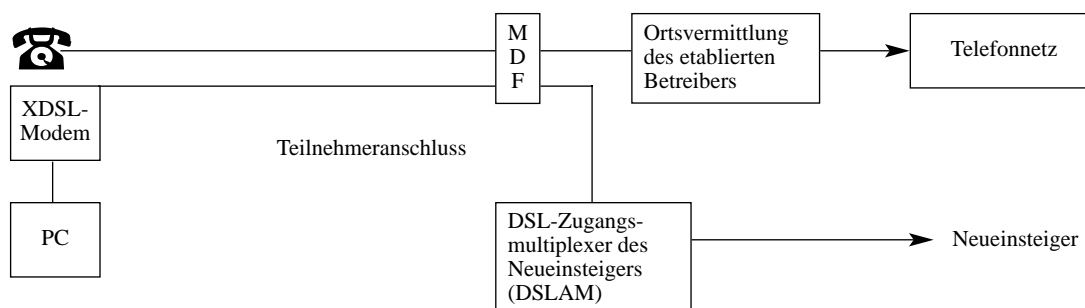 M
D
F
Ortsvermittlung
des etablierten
Betreibers
Telefonnetz
XDSL-
Modem
Teilnehmeranschluss
PC
DSL-Zugangs-
multiplexer des
Neueinsteigers
(DSLAM)
Neueinsteiger